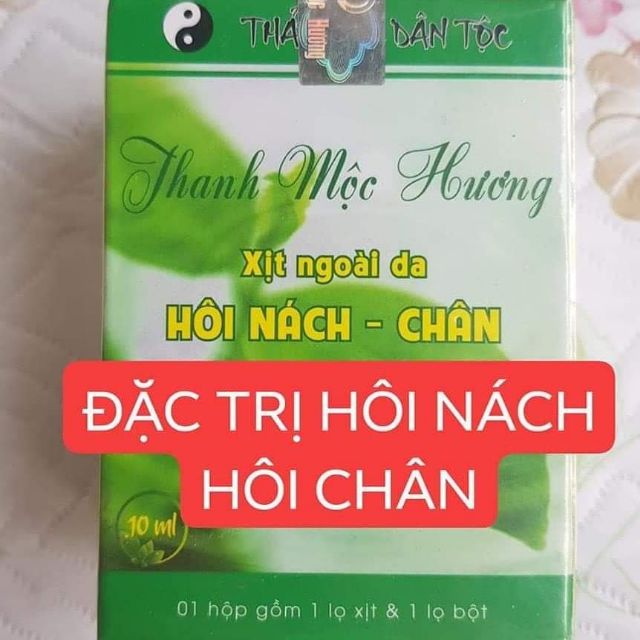 DÂN TỘC
Hương
Thanh Mộc Hương
Xịt ngoài da
HÔI NÁCH - CHÂN
ĐẶC TRỊ HÔI NÁCH
HÔI CHÂN
10 ml
01 hộp gồm 1 lọ xịt & 1 lọ bột